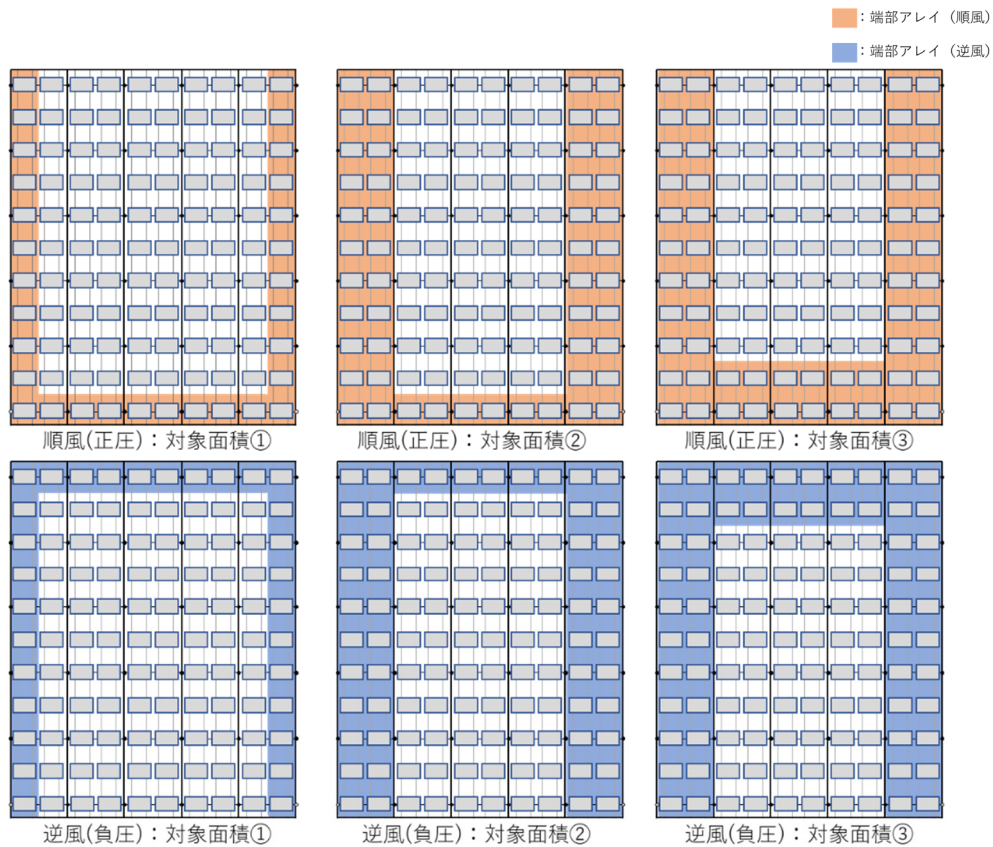 ：端部アレイ（順風）
：端部アレイ（逆風）
順風(正圧)：対象面積①
順風(正圧)：対象面積②
順風(正圧)：対象面積③
逆風(負圧)：対象面積①
逆風(負圧)：対象面積②
逆風(負圧)：対象面積③